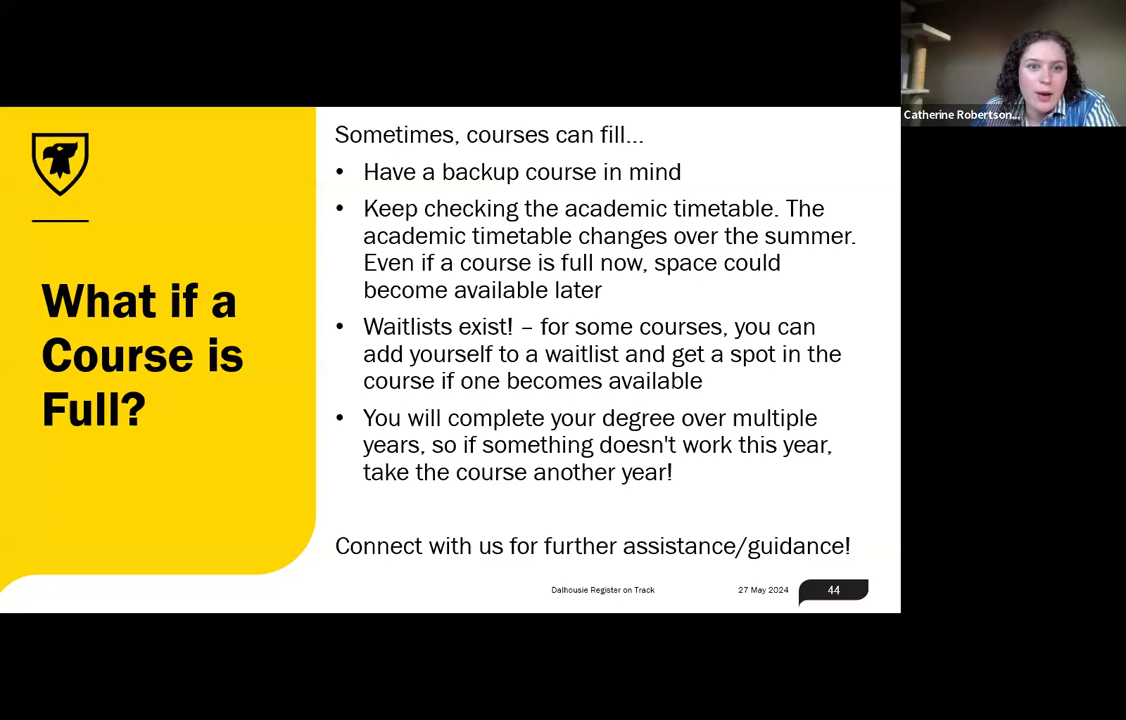 Catherine Robertson...
What if a
Course is
Full?
Sometimes, courses can fill...
• Have a backup course in mind
• Keep checking the academic timetable. The
academic timetable changes over the summer.
Even if a course is full now, space could
become available later
• Waitlists exist! – for some courses, you can
add yourself to a waitlist and get a spot in the
course if one becomes available
• You will complete your degree over multiple
years, so if something doesn't work this year,
take the course another year!
Connect with us for further assistance/guidance!
Dalhousie Register on Track
27 May 2024
44